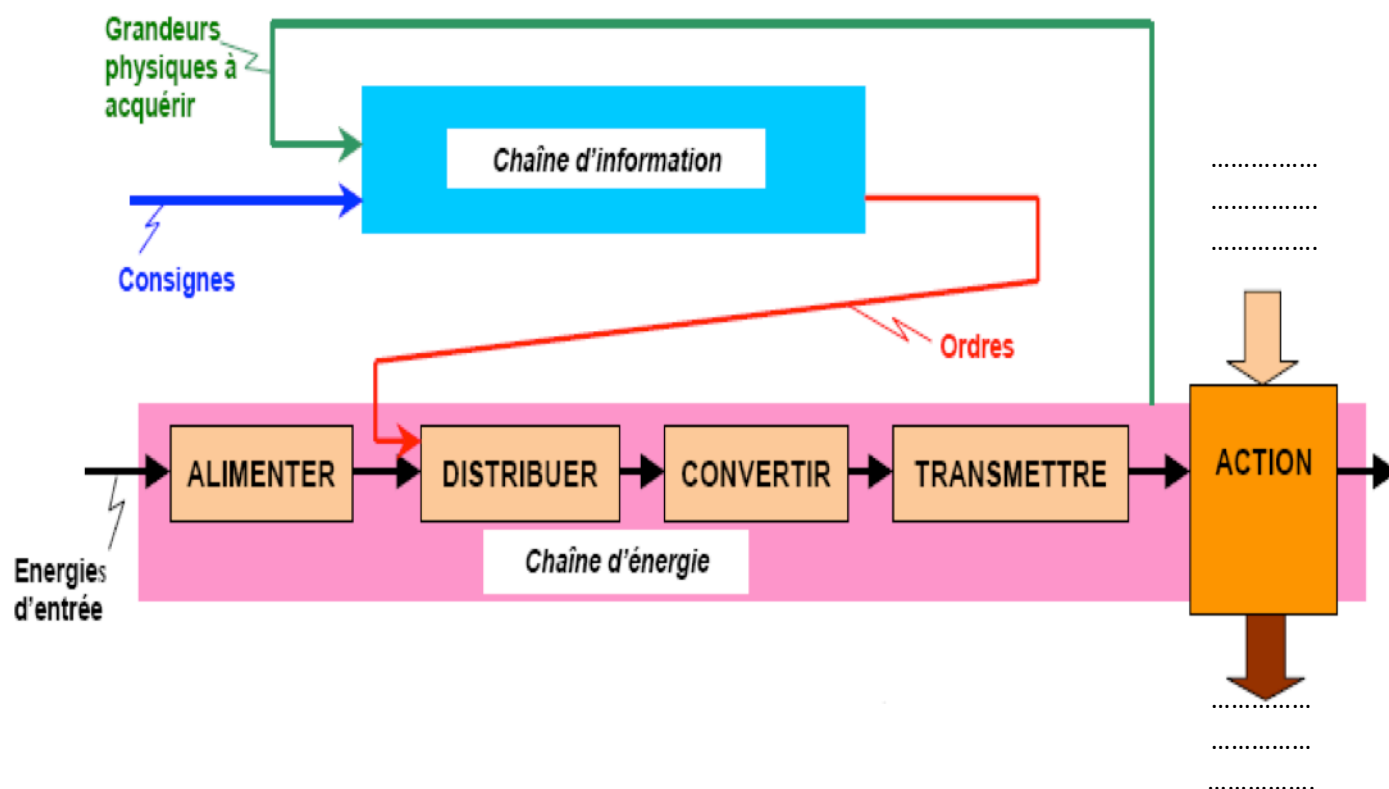 Grandeurs
physiques à
acquérir
Chaîne d'information
................
................
................
Consignes
Ordres
ALIMENTER
DISTRIBUER
CONVERTIR
TRANSMETTRE
ACTION
Chaîne d'énergie
Energies
d'entrée
...............
...............
................